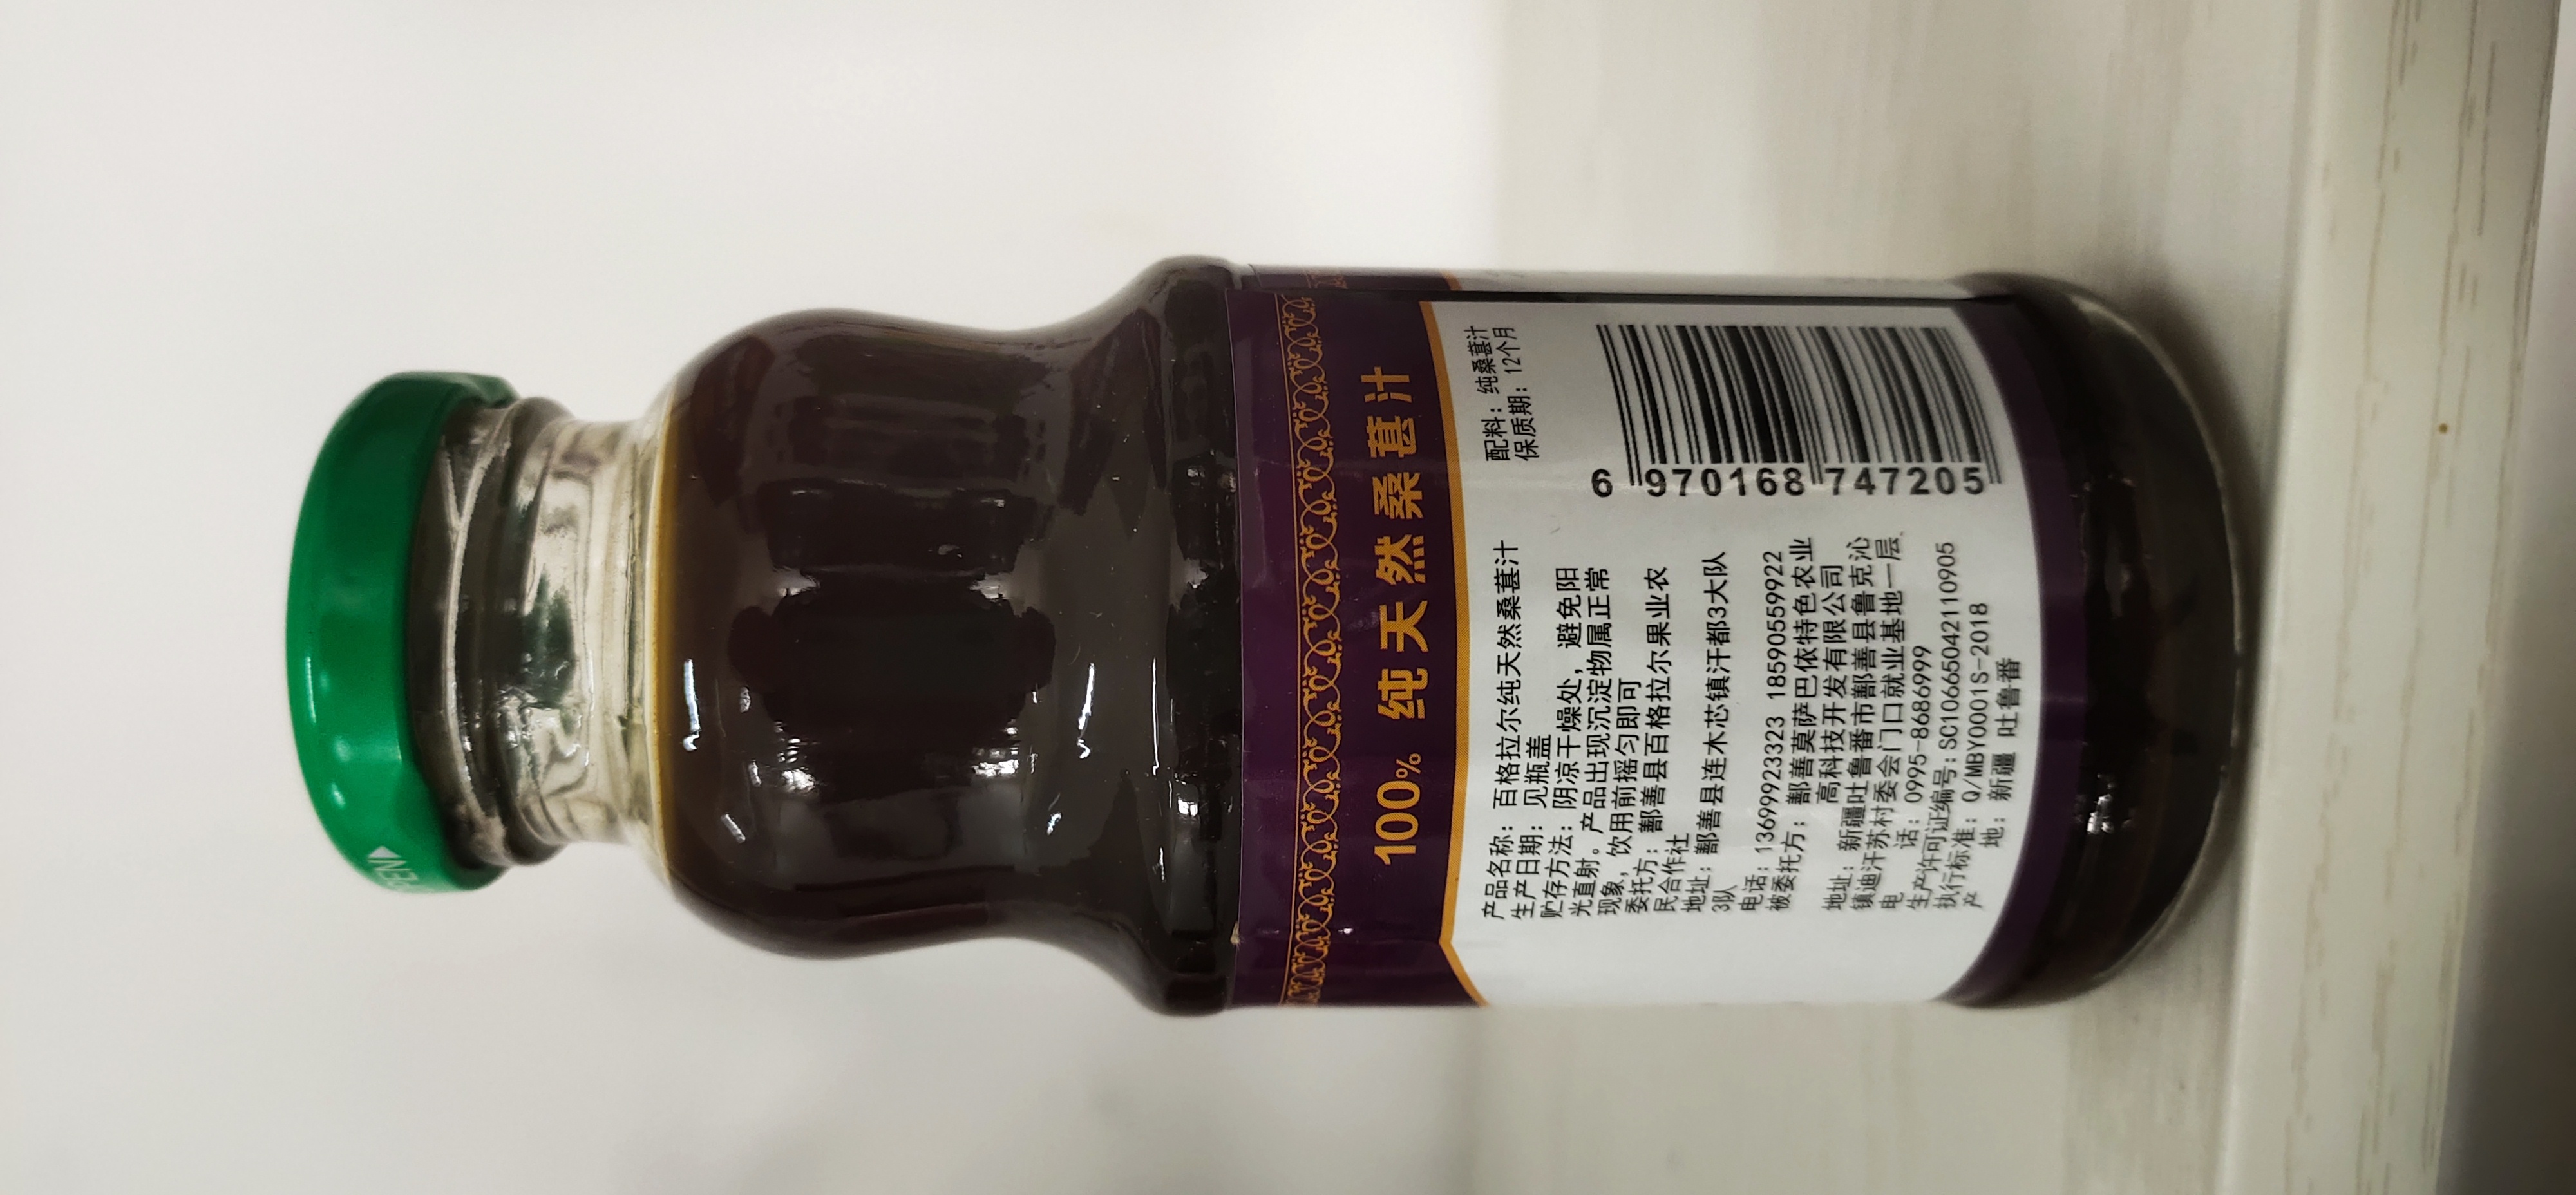 PEN
100% 纯天然桑葚汁
产品名称：百格拉尔纯天然桑葚汁
生产日期：见瓶盖
贮存方法：阴凉干燥处，避免阳
光直射。产品出现沉淀物属正常
现象，饮用前摇匀即可
委托方：鄯善县百格拉尔果业农
民合作社
地址：鄯善县连木芯镇汗都3大队
3队
电话：13699923323 18590559922
被委托方：鄯善莫萨巴依特色农业
高科技开发有限公司
地址：新疆吐鲁番市鄯善县鲁克沁
镇迪汗苏村委会门口就业基地一层
电 话：0995-8686999
生产许可证编号：SC10665042110905
执行标准：Q/MBY0001S-2018
产 地：新疆 吐鲁番
配料：纯桑葚汁
保质期：12个月
6 970168 747205